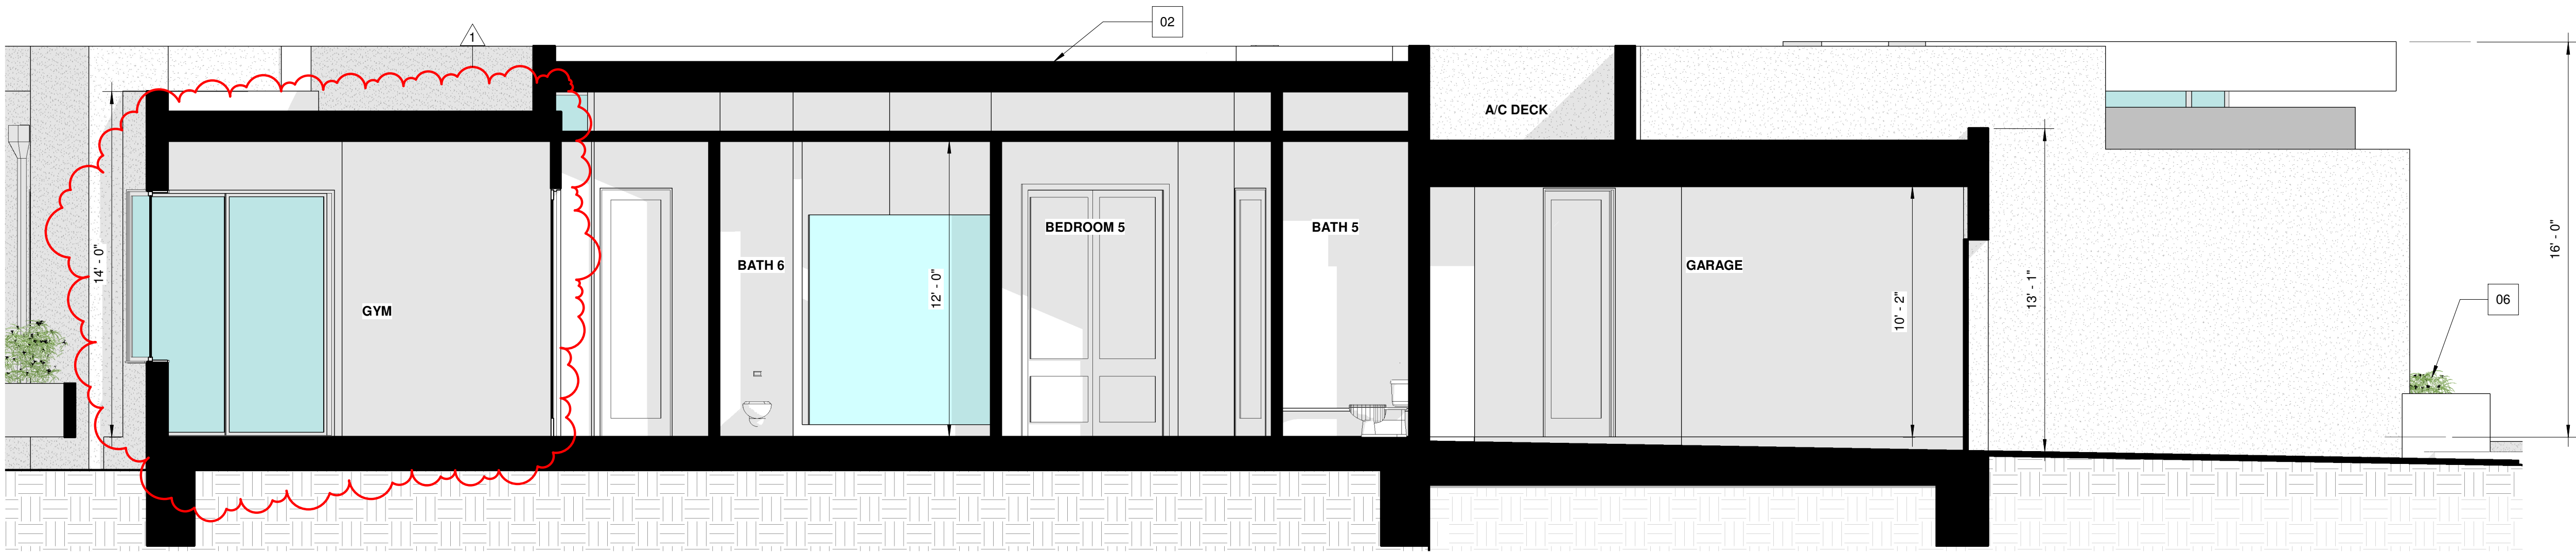 02
1
A/C DECK
14' - 0"
GYM
BATH 6
12' - 0"
BEDROOM 5
BATH 5
GARAGE
10' - 2"
13' - 1"
16' - 0"
06